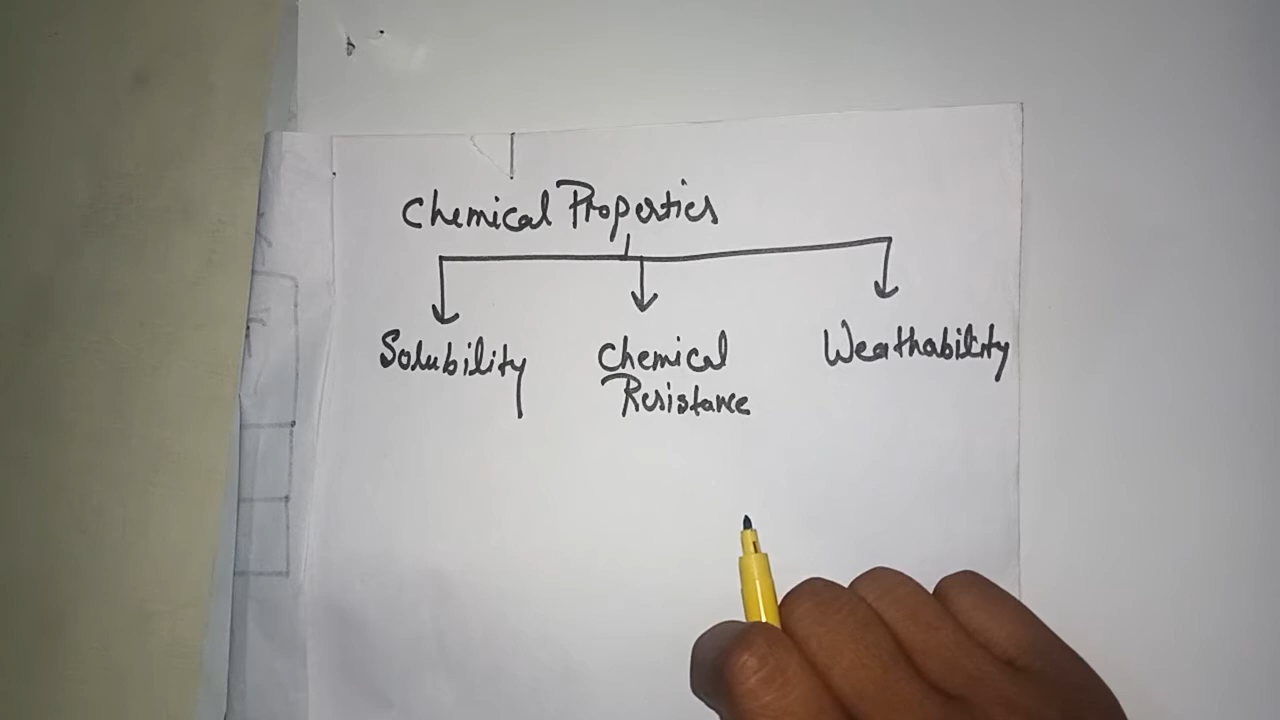 Chemical Properties
Solubility
Chemical
Resistance
Weathability